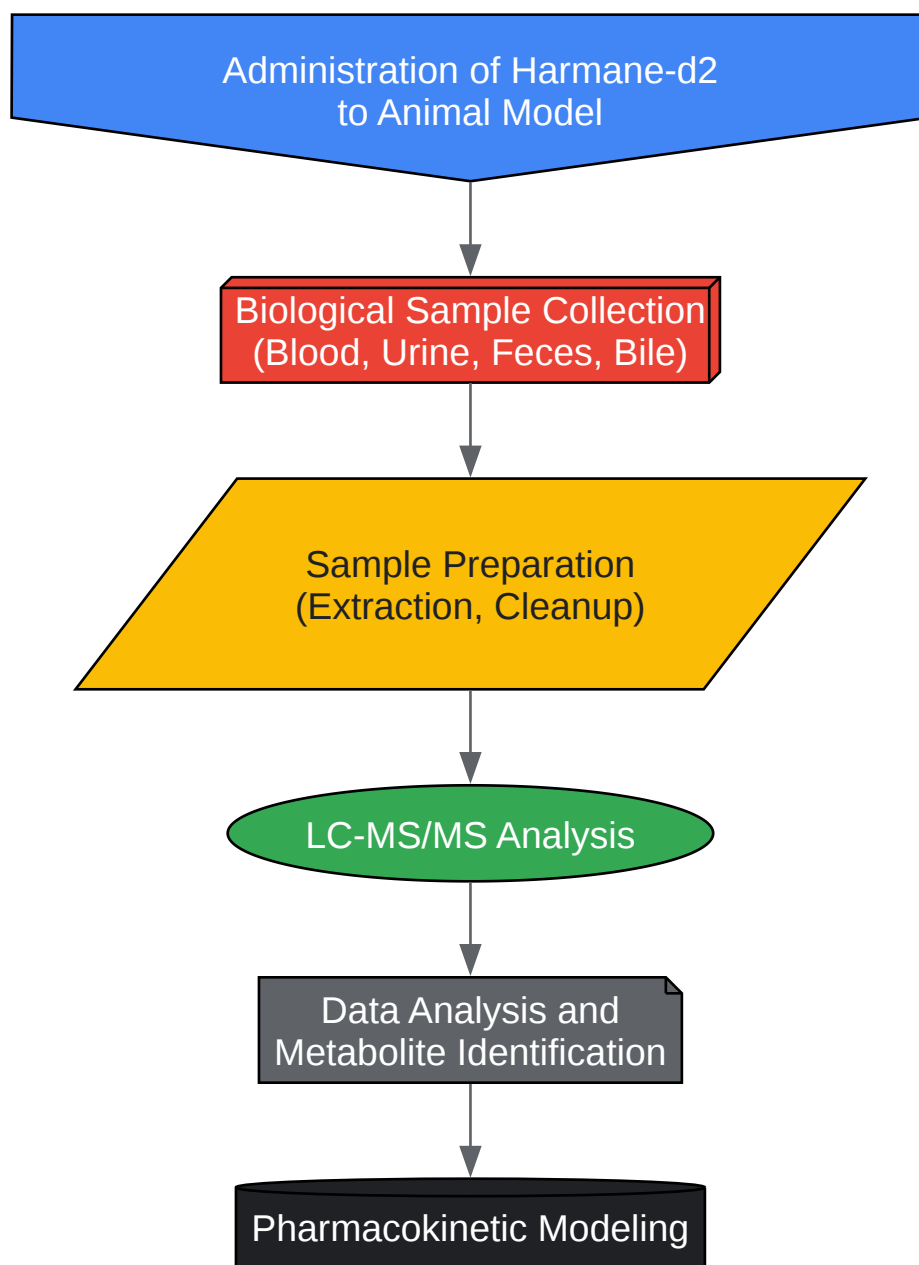 Administration of Harmane-d2
to Animal Model
Biological Sample Collection
(Blood, Urine, Feces, Bile)
Sample Preparation
(Extraction, Cleanup)
LC-MS/MS Analysis
Data Analysis and
Metabolite Identification
Pharmacokinetic Modeling